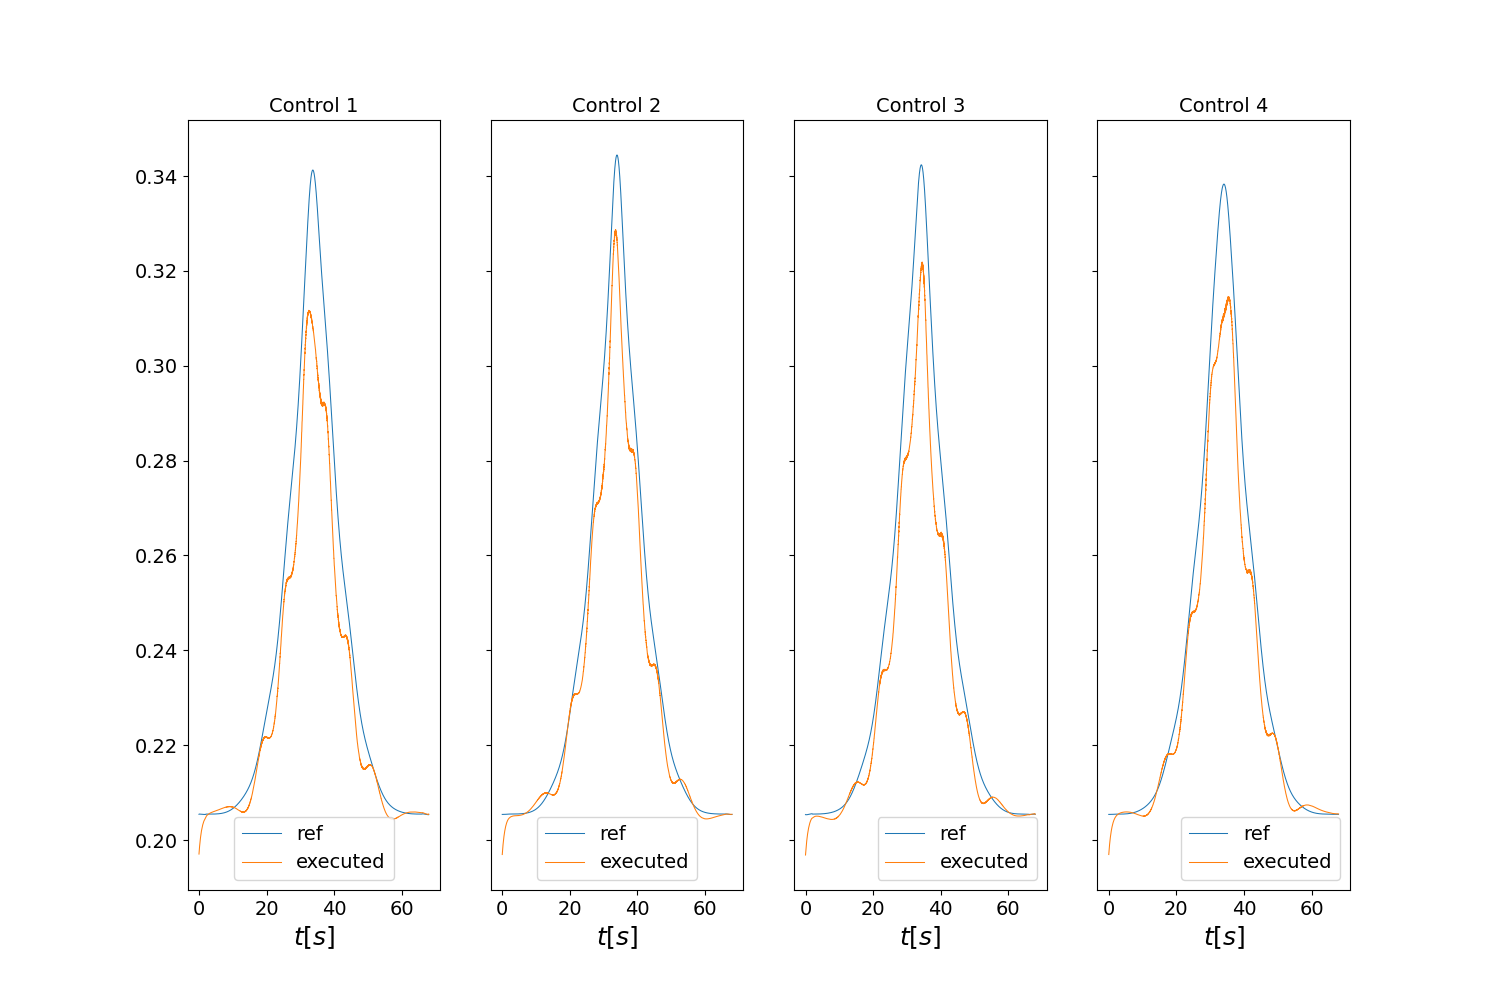 Control 1
Control 2
Control 3
Control 4
0.34
0.32
0.30
0.28
0.26
0.24
0.22
0.20
ref
executed
ref
executed
ref
executed
ref
executed
0 20 40 60
0 20 40 60
0 20 40 60
0 20 40 60
t[s]
t[s]
t[s]
t[s]